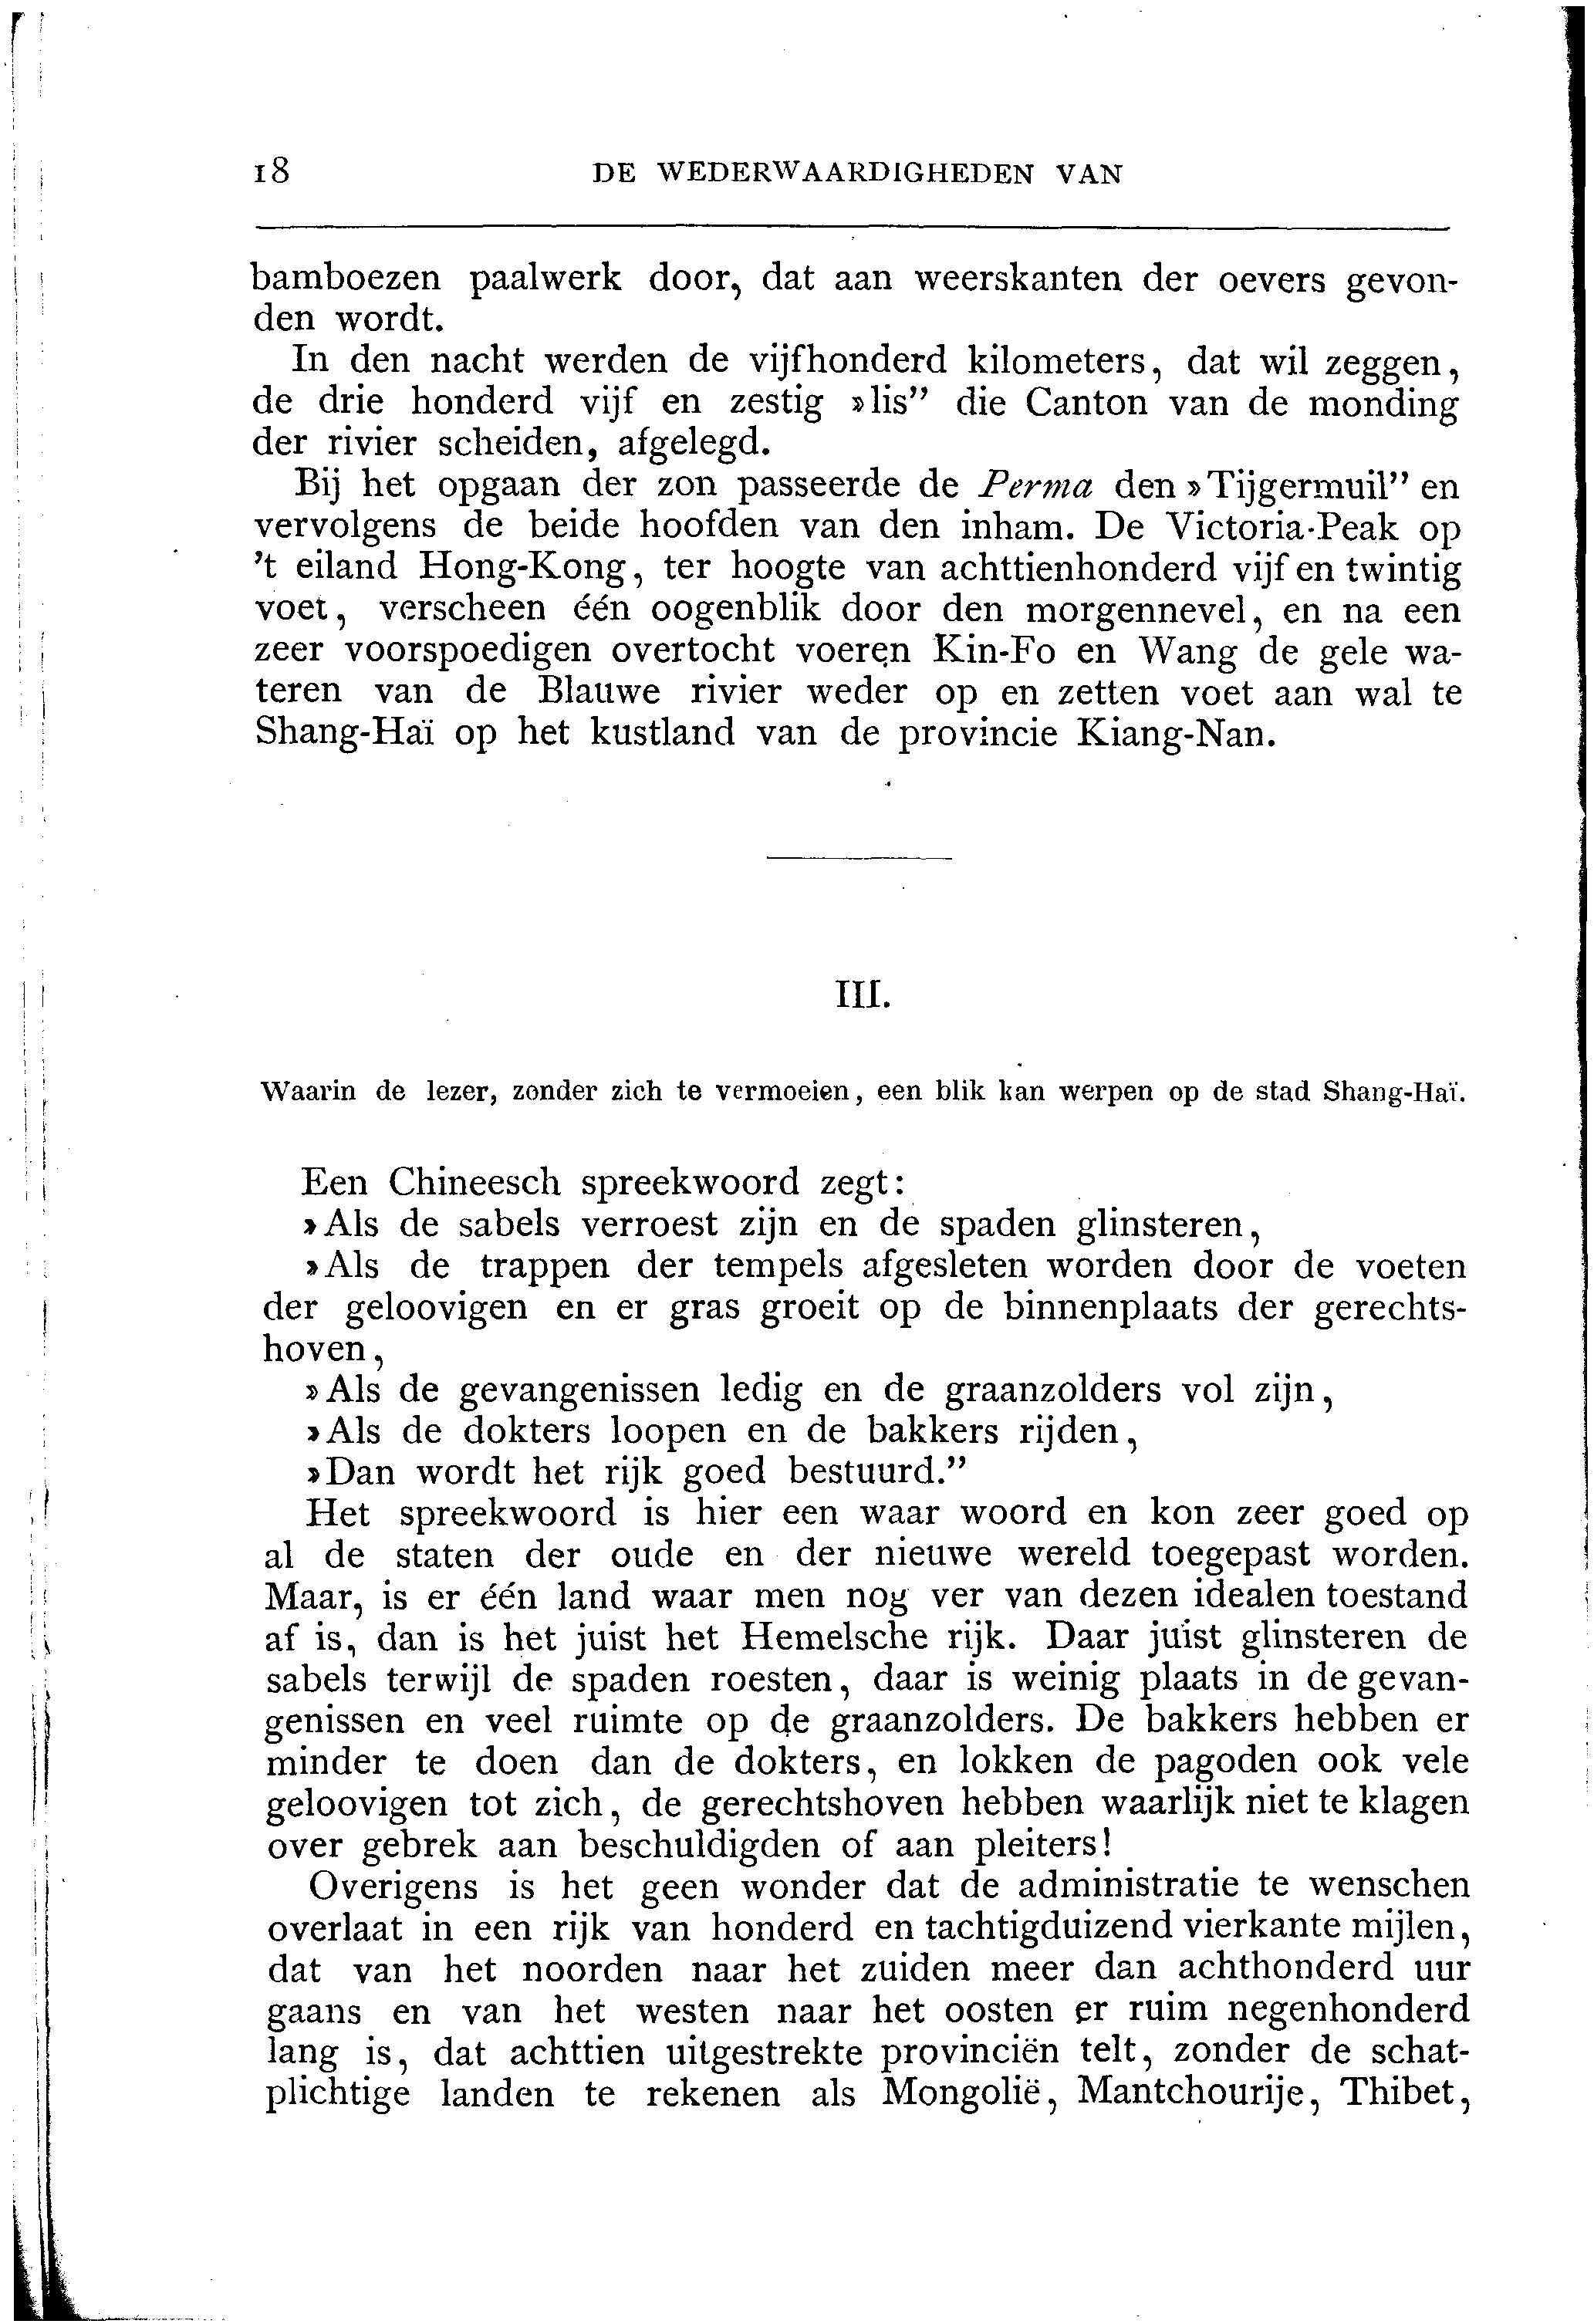 18 DE WEDERWAARDIGHEDEN VAN
bamboezen paalwerk door, dat aan weerskanten der oevers gevon-
den wordt.
In den nacht werden de vijfhonderd kilometers, dat wil zeggen,
de drie honderd vijf en zestig »lis” die Canton van de monding
der rivier scheiden, afgelegd.
Bij het opgaan der zon passeerde de Perma den »Tijgermuil” en
vervolgens de beide hoofden van den inham. De Victoria-Peak op
't eiland Hong-Kong, ter hoogte van achttienhonderd vijf en twintig
voet, verscheen één oogenblik door den morgennevel, en na een
zeer voorspoedigen overtocht voeren Kin-Fo en Wang de gele wa-
teren van de Blauwe rivier weder op en zetten voet aan wal te
Shang-Haï op het kustland van de provincie Kiang-Nan.
III.
Waarin de lezer, zonder zich te vermoeien, een blik kan werpen op de stad Shang-Haï.
Een Chineesch spreekwoord zegt:
»Als de sabels verroest zijn en de spaden glinsteren,
»Als de trappen der tempels afgesleten worden door de voeten
der geloovigen en er gras groeit op de binnenplaats der gerechts-
hoven,
»Als de gevangenissen ledig en de graanzolders vol zijn,
»Als de dokters loopen en de bakkers rijden,
»Dan wordt het rijk goed bestuurd.”
Het spreekwoord is hier een waar woord en kon zeer goed op
al de staten der oude en der nieuwe wereld toegepast worden.
Maar, is er één land waar men nog ver van dezen idealen toestand
af is, dan is het juist het Hemelsche rijk. Daar juist glinsteren de
sabels terwijl de spaden roesten, daar is weinig plaats in de gevan-
genissen en veel ruimte op de graanzolders. De bakkers hebben er
minder te doen dan de dokters, en lokken de pagoden ook vele
geloovigen tot zich, de gerechtshoven hebben waarlijk niet te klagen
over gebrek aan beschuldigden of aan pleiters!
Overigens is het geen wonder dat de administratie te wenschen
overlaat in een rijk van honderd en tachtigduizend vierkante mijlen,
dat van het noorden naar het zuiden meer dan achthonderd uur
gaans en van het westen naar het oosten er ruim negenhonderd
lang is, dat achttien uitgestrekte provinciën telt, zonder de schat-
plichtige landen te rekenen als Mongolië, Mantchourije, Thibet,